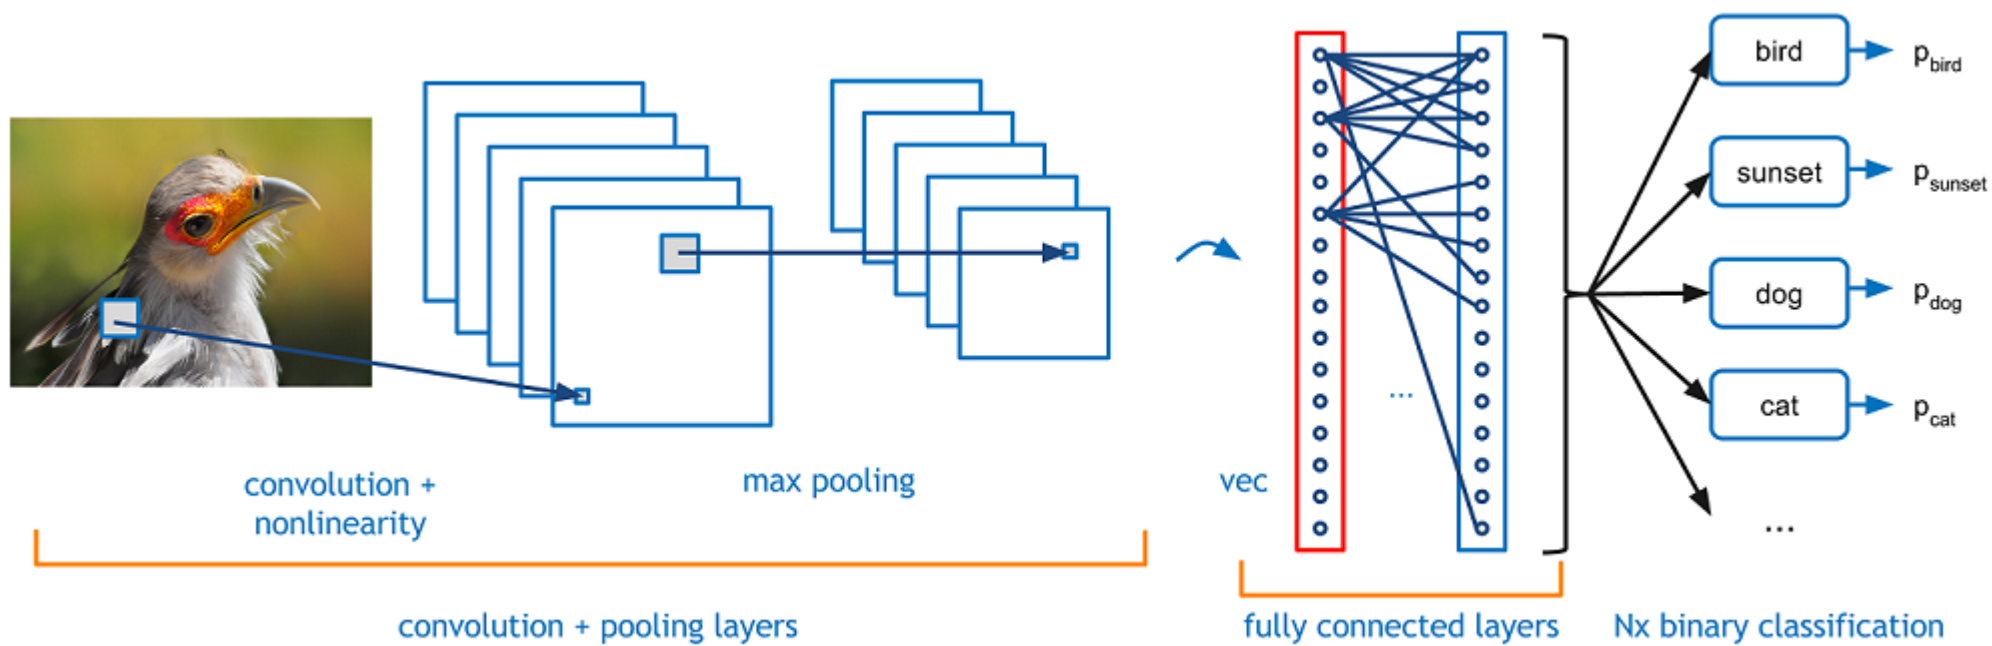 convolution +
nonlinearity
max pooling
vec
convolution + pooling layers
fully connected layers
Nx binary classification
...
bird
p_bird
sunset
p_sunset
dog
p_dog
cat
p_cat
...